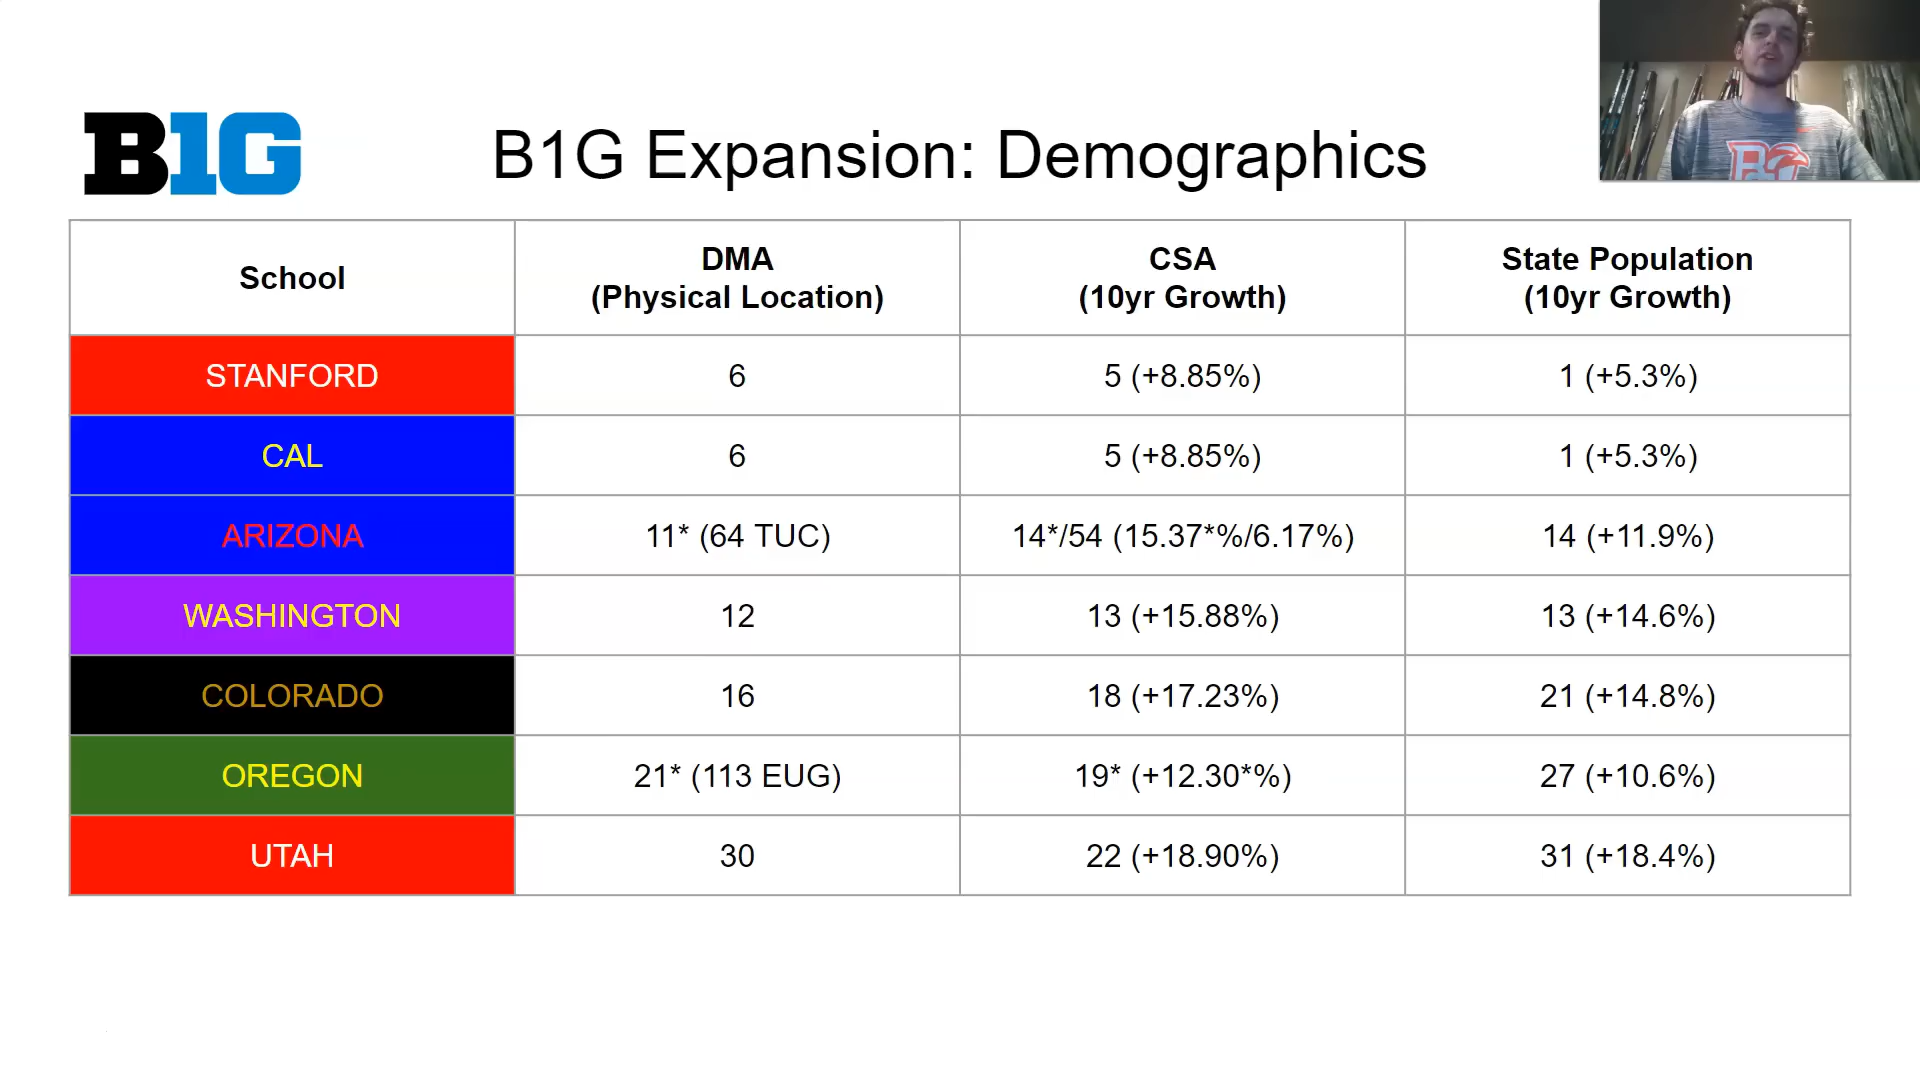 B1G
B1G Expansion: Demographics
School
DMA
(Physical Location)
CSA
(10yr Growth)
State Population
(10yr Growth)
STANFORD
6
5 (+8.85%)
1 (+5.3%)
CAL
6
5 (+8.85%)
1 (+5.3%)
ARIZONA
11* (64 TUC)
14*/54 (15.37*%/6.17%)
14 (+11.9%)
WASHINGTON
12
13 (+15.88%)
13 (+14.6%)
COLORADO
16
18 (+17.23%)
21 (+14.8%)
OREGON
21* (113 EUG)
19* (+12.30*%)
27 (+10.6%)
UTAH
30
22 (+18.90%)
31 (+18.4%)